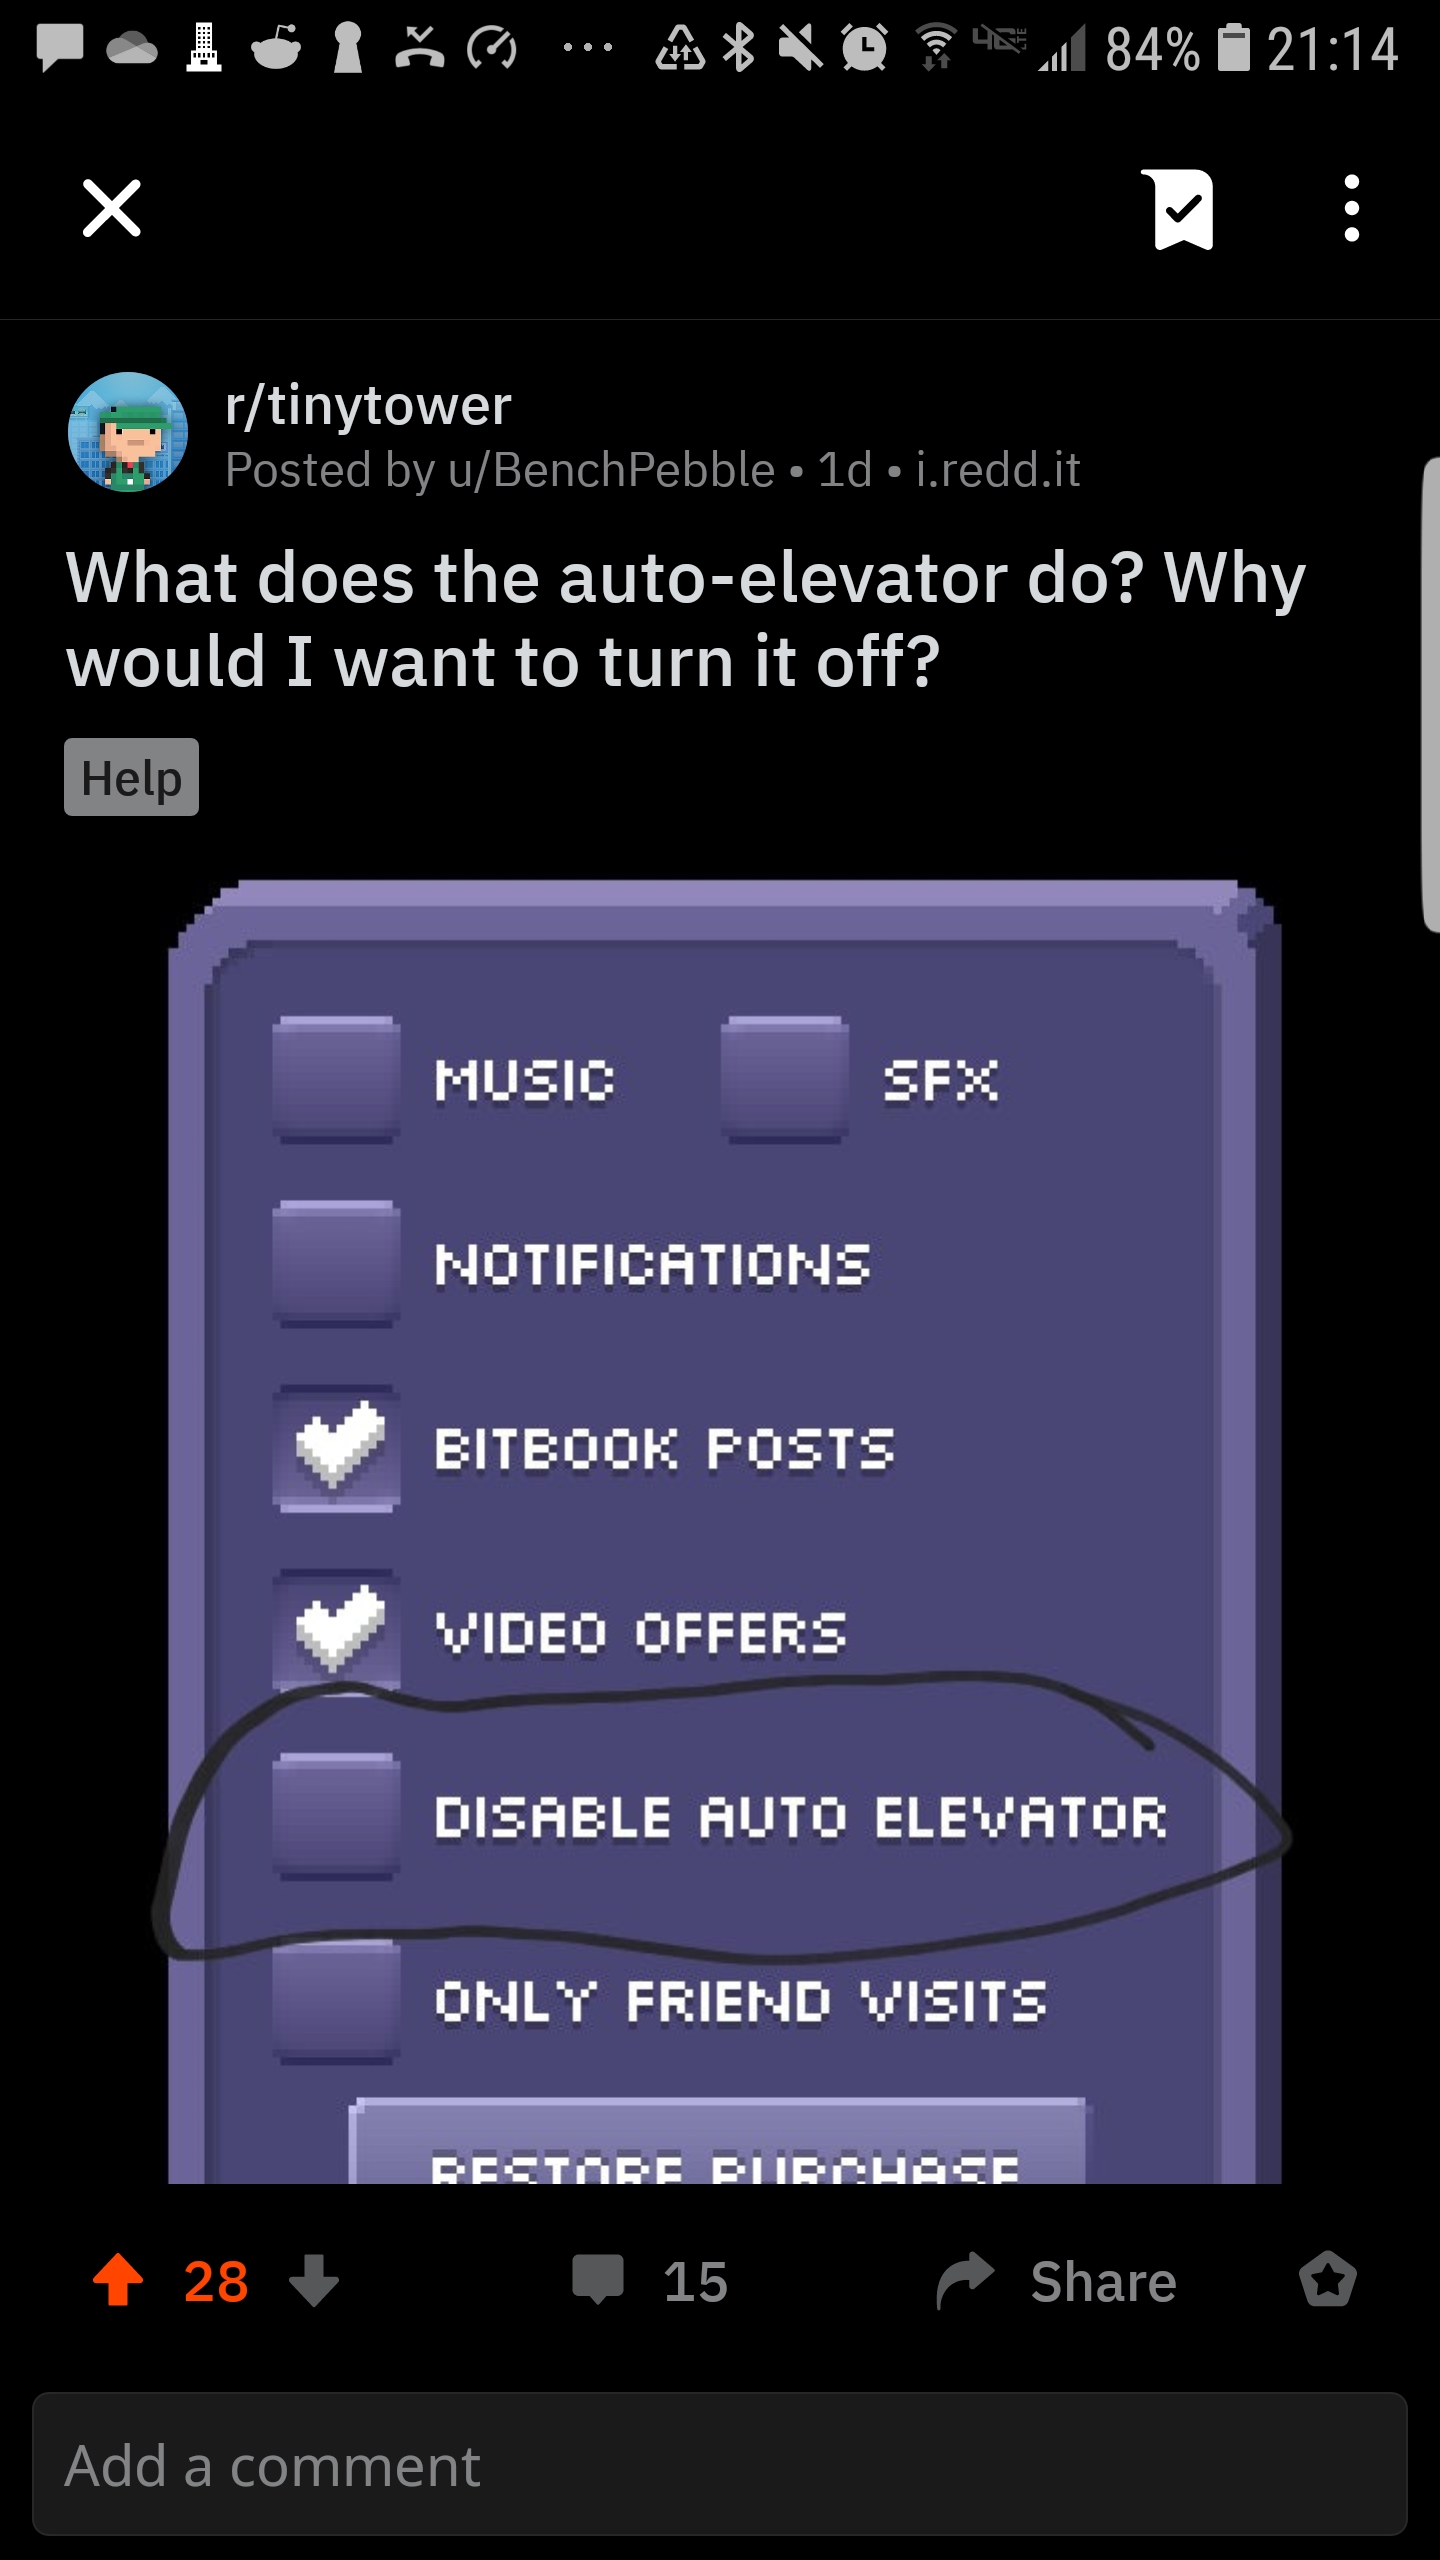 84% 21:14
r/tinytower
Posted by u/BenchPebble • 1d • i.redd.it
What does the auto-elevator do? Why
would I want to turn it off?
Help
MUSIC SFX
NOTIFICATIONS
BITBOOK POSTS
VIDEO OFFERS
DISABLE AUTO ELEVATOR
ONLY FRIEND VISITS
RESTORE PURCHASE
28 15 Share
Add a comment